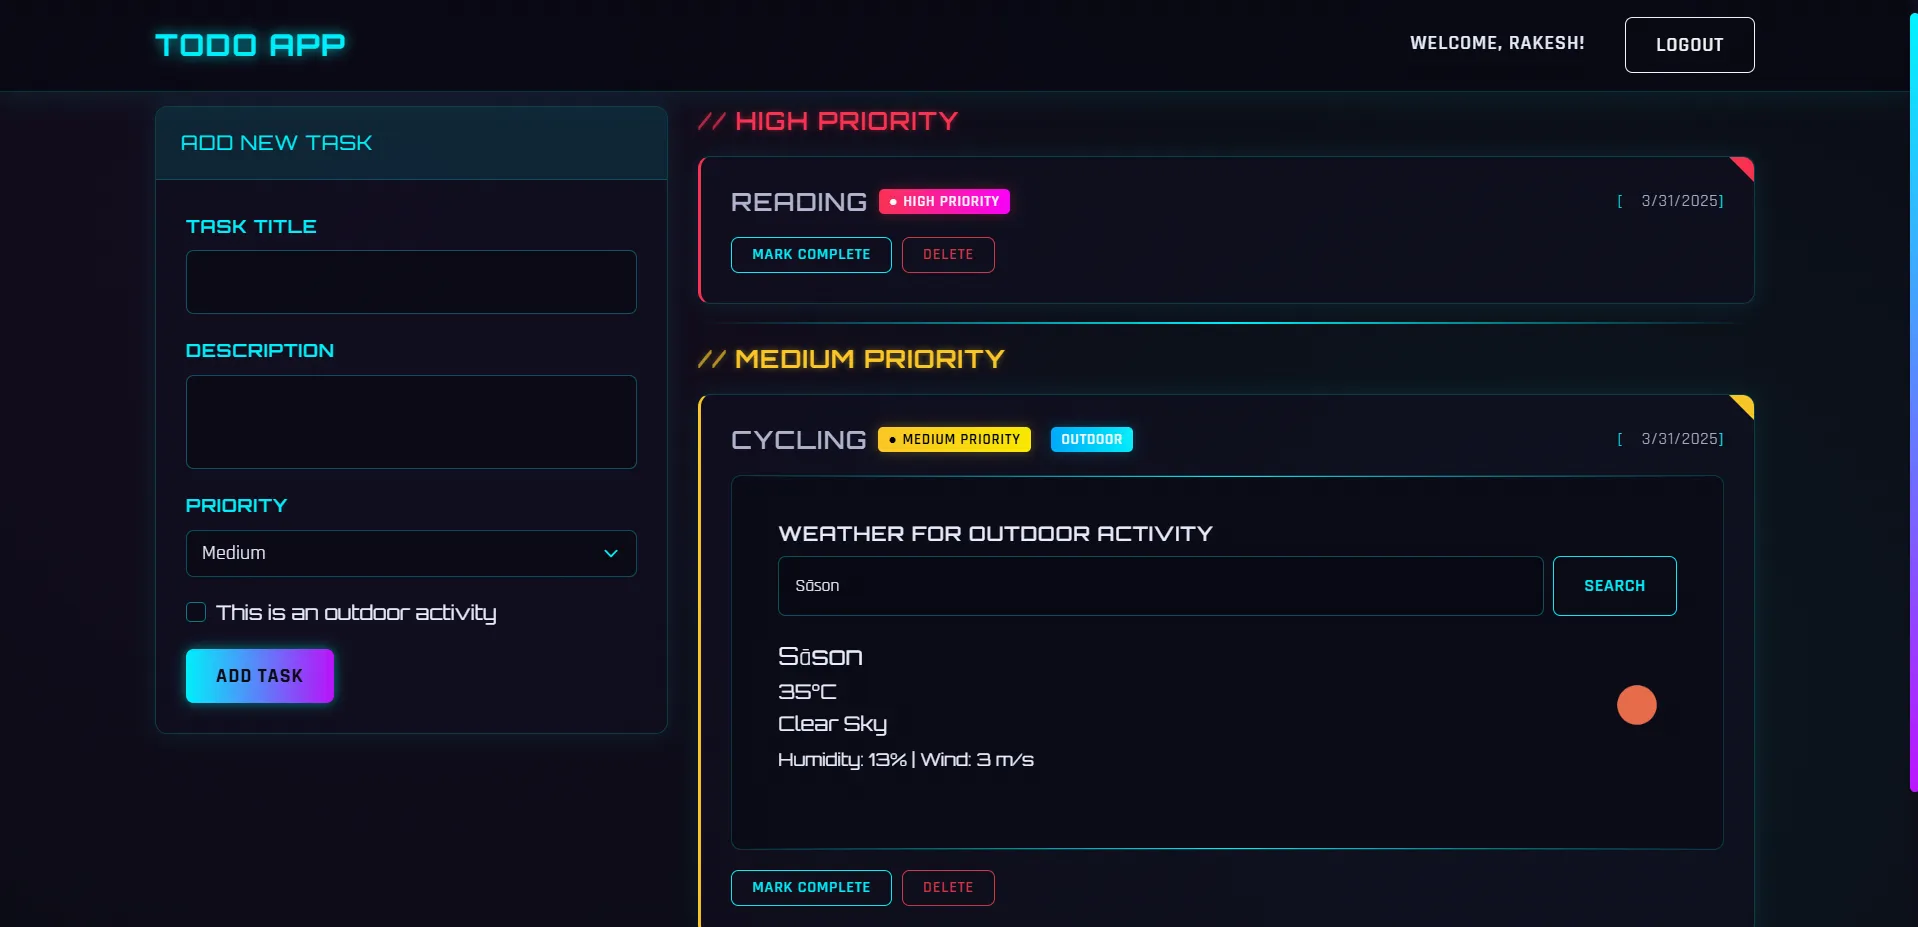 TODO APP
WELCOME, RAKESH!
LOGOUT
ADD NEW TASK
TASK TITLE
DESCRIPTION
PRIORITY
Medium
This is an outdoor activity
ADD TASK
// HIGH PRIORITY
READING
● HIGH PRIORITY
[ 3/31/2025]
MARK COMPLETE
DELETE
// MEDIUM PRIORITY
CYCLING
● MEDIUM PRIORITY
OUTDOOR
[ 3/31/2025]
WEATHER FOR OUTDOOR ACTIVITY
Sāson
SEARCH
Sāson
35°C
Clear Sky
Humidity: 13% | Wind: 3 m/s
MARK COMPLETE
DELETE